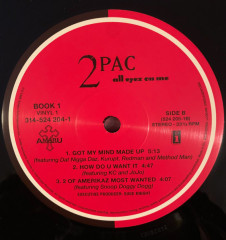 2PAC
all eyez on me
BOOK 1
VINYL 1
314-524 204-1
SIDE B
STEREO
1. GOT MY MIND MADE UP 5:13
(featuring Dat Nigga Daz, Kurupt, Redman and Method Man)
2. HOW DO U WANT IT 4:47
(featuring KC and JoJo)
3. 2 OF AMERIKAZ MOST WANTED 4:07
(featuring Snoop Doggy Dogg)